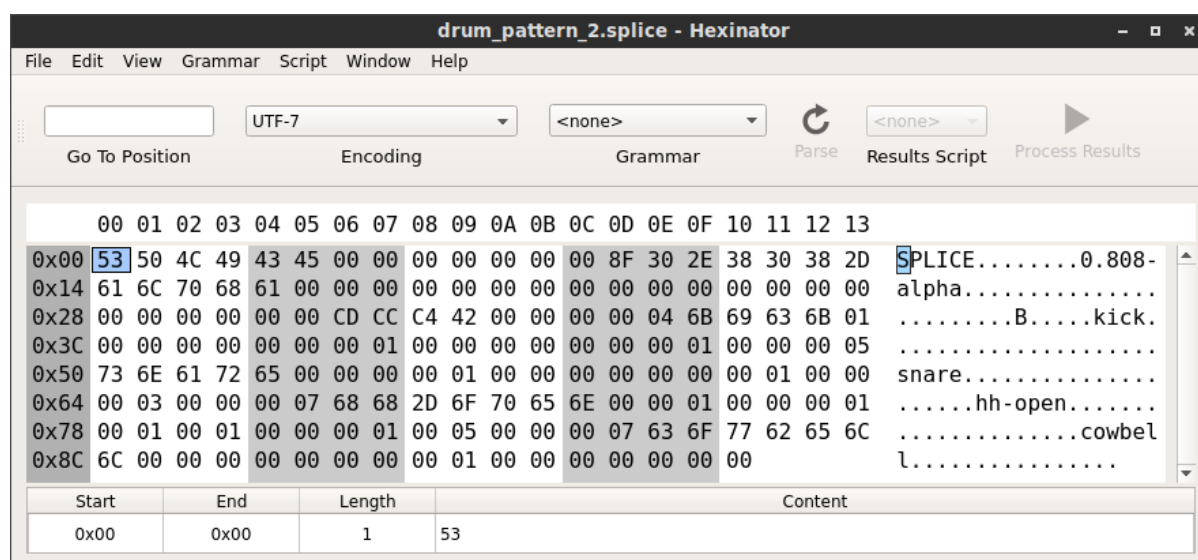 drum_pattern_2.splice - Hexinator
File Edit View Grammar Script Window Help
UTF-7 <none> <none>
Go To Position Encoding Grammar Parse Results Script Process Results
00 01 02 03 04 05 06 07 08 09 0A 0B 0C 0D 0E 0F 10 11 12 13
0x00 53 50 4C 49 43 45 00 00 00 00 00 00 00 8F 30 2E 38 30 38 2D SPLICE........0.808-
0x14 61 6C 70 68 61 00 00 00 00 00 00 00 00 00 00 00 00 00 00 00 alpha...............
0x28 00 00 00 00 00 00 CD CC C4 42 00 00 00 00 04 6B 69 63 6B 01 .........B.....kick.
0x3C 00 00 00 00 00 00 01 00 00 00 00 00 00 00 01 00 00 00 05 ....................
0x50 73 6E 61 72 65 00 00 00 00 01 00 00 00 00 00 00 00 01 00 00 snare...............
0x64 00 03 00 00 00 07 68 68 2D 6F 70 65 6E 00 00 01 00 00 00 01 ......hh-open.......
0x78 00 01 00 01 00 00 00 01 00 05 00 00 00 07 63 6F 77 62 65 6C ..............cowbel
0x8C 6C 00 00 00 00 00 00 00 00 01 00 00 00 00 00 00 00 l................
Start End Length Content
0x00 0x00 1 53